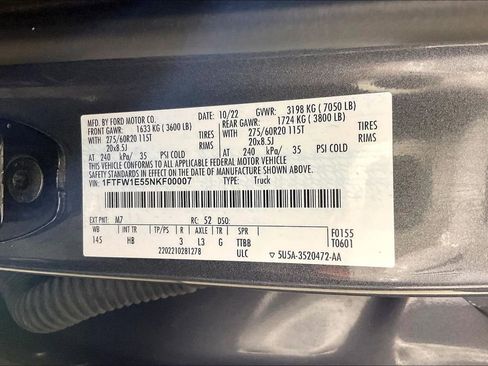 MFD. BY FORD MOTOR CO.
10/22 GVWR: 3198 KG ( 7050 LB)
FRONT GAWR: 1633 KG ( 3600 LB)
REAR GAWR: 1724 KG ( 3800 LB)
WITH 275/60R20 115T TIRES
WITH 275/60R20 115T TIRES
20x8.5J RIMS
20x8.5J RIMS
AT 240 kPa/ 35 PSI COLD
AT 240 kPa/ 35 PSI COLD
THIS VEHICLE CONFORMS TO ALL APPLICABLE FEDERAL MOTOR VEHICLE
SAFETY STANDARDS IN EFFECT ON THE DATE OF MANUFACTURE SHOWN ABOVE.
VIN: 1FTFW1E55NKF00007 TYPE: Truck
EXT PNT: M7 RC: 52 DSO:
WB INT TR TP/PS R AXLE TR SPR F0155
145 HB 3 L3 G TTBB T0601
2202210281278 ULC ▽ 5U5A-3520472-AA